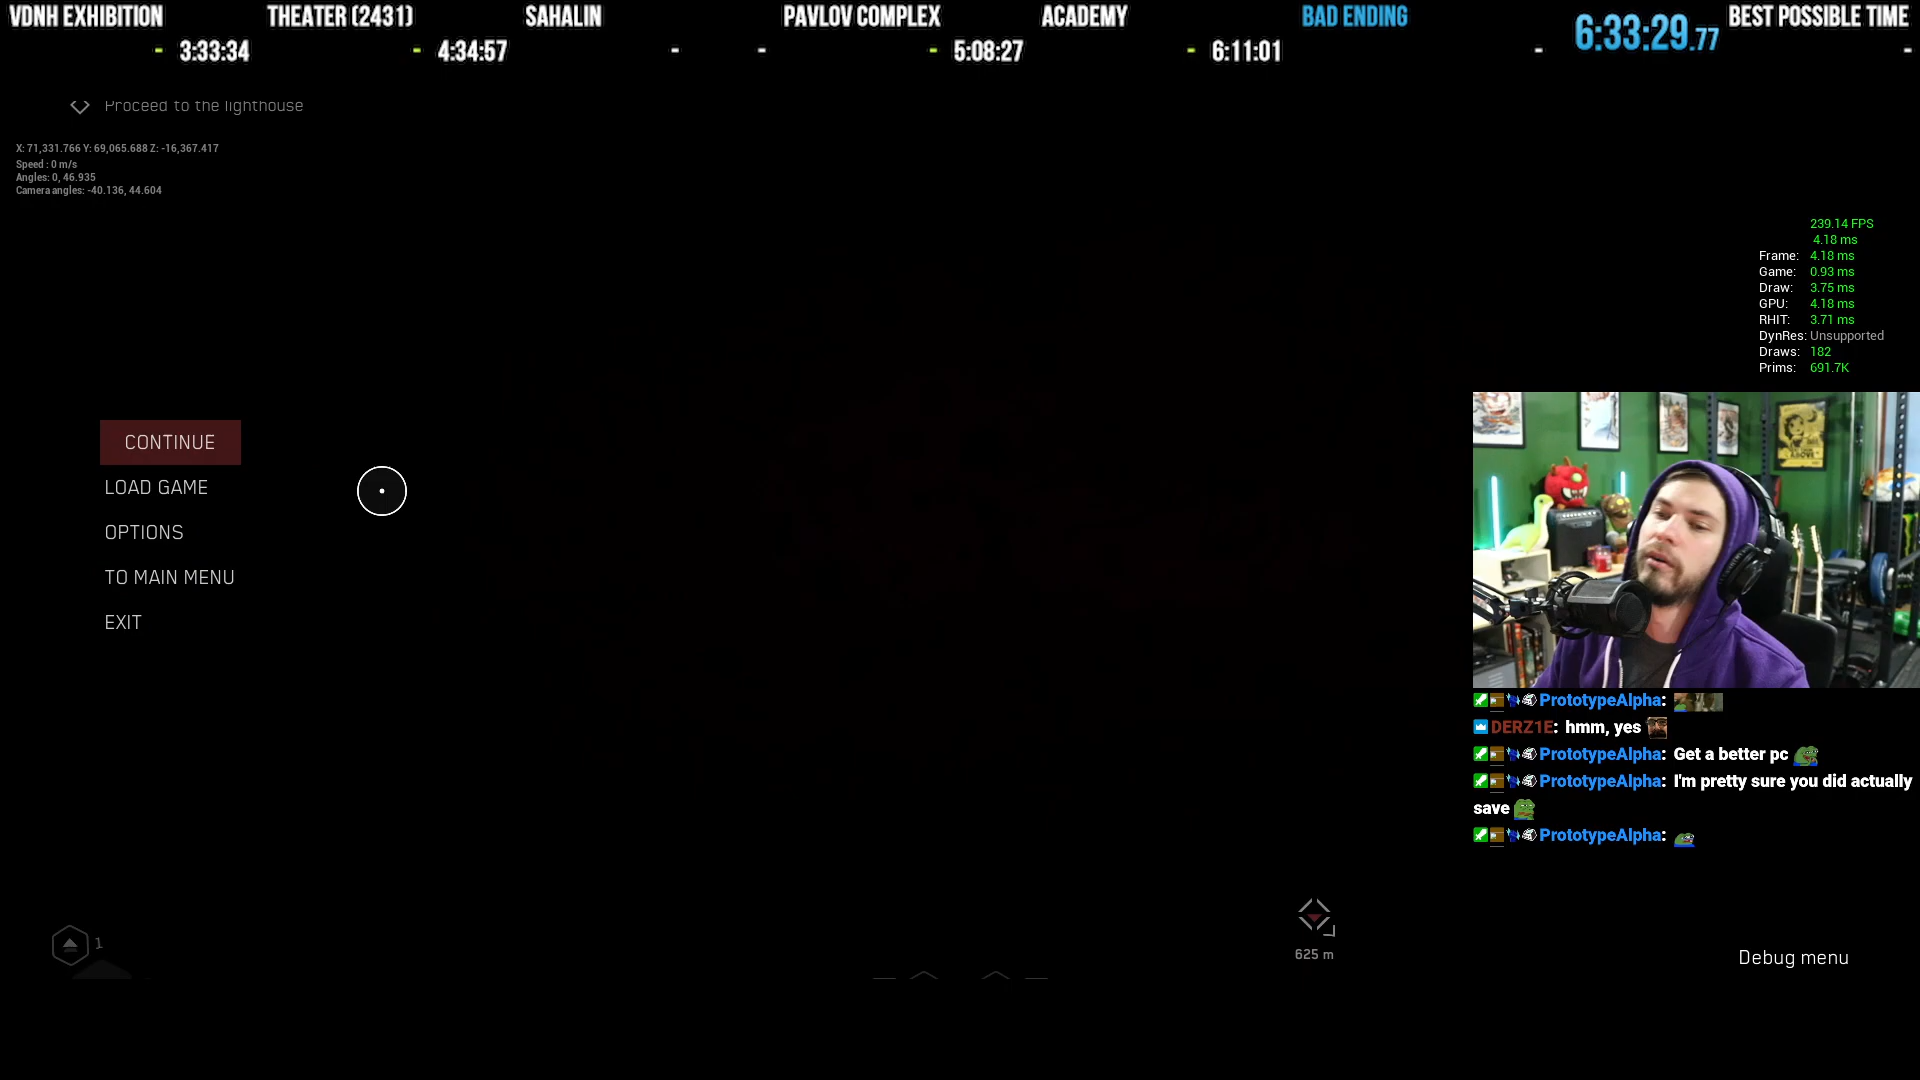 VDNH EXHIBITION THEATER (2431) SAHALIN PAVLOV COMPLEX ACADEMY BAD ENDING 6:33:29.77 BEST POSSIBLE TIME
- 3:33:34 - 4:34:57 - - - 5:08:27 - 6:11:01 - -
Proceed to the lighthouse
X: 71,331.766 Y: 69,065.688 Z: -16,367.417
Speed : 0 m/s
Angles: 0, 46.935
Camera angles: -40.136, 44.604
239.14 FPS
4.18 ms
Frame: 4.18 ms
Game: 0.93 ms
Draw: 3.75 ms
GPU: 4.18 ms
RHIT: 3.71 ms
DynRes: Unsupported
Draws: 182
Prims: 691.7K
CONTINUE
LOAD GAME
OPTIONS
TO MAIN MENU
EXIT
PrototypeAlpha:
DERZ1E: hmm, yes
PrototypeAlpha: Get a better pc
PrototypeAlpha: I'm pretty sure you did actually
save
PrototypeAlpha:
1
625 m
Debug menu